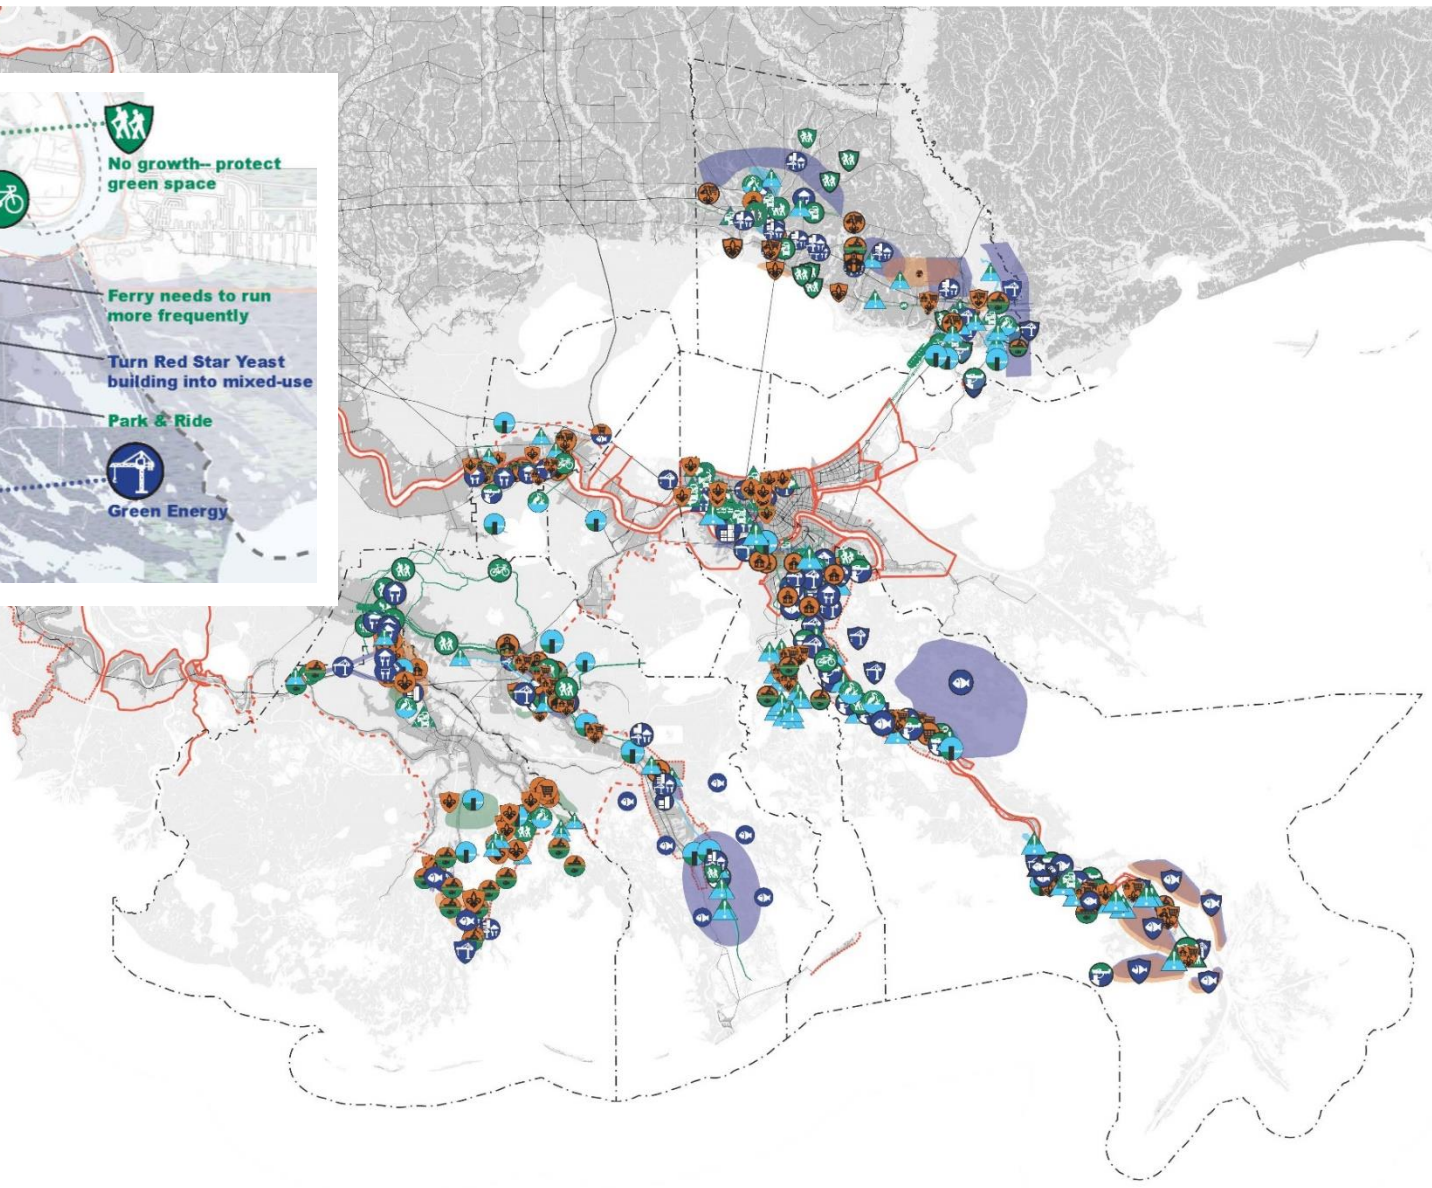 No growth-- protect
green space
Ferry needs to run
more frequently
Turn Red Star Yeast
building into mixed-use
Park & Ride
Green Energy